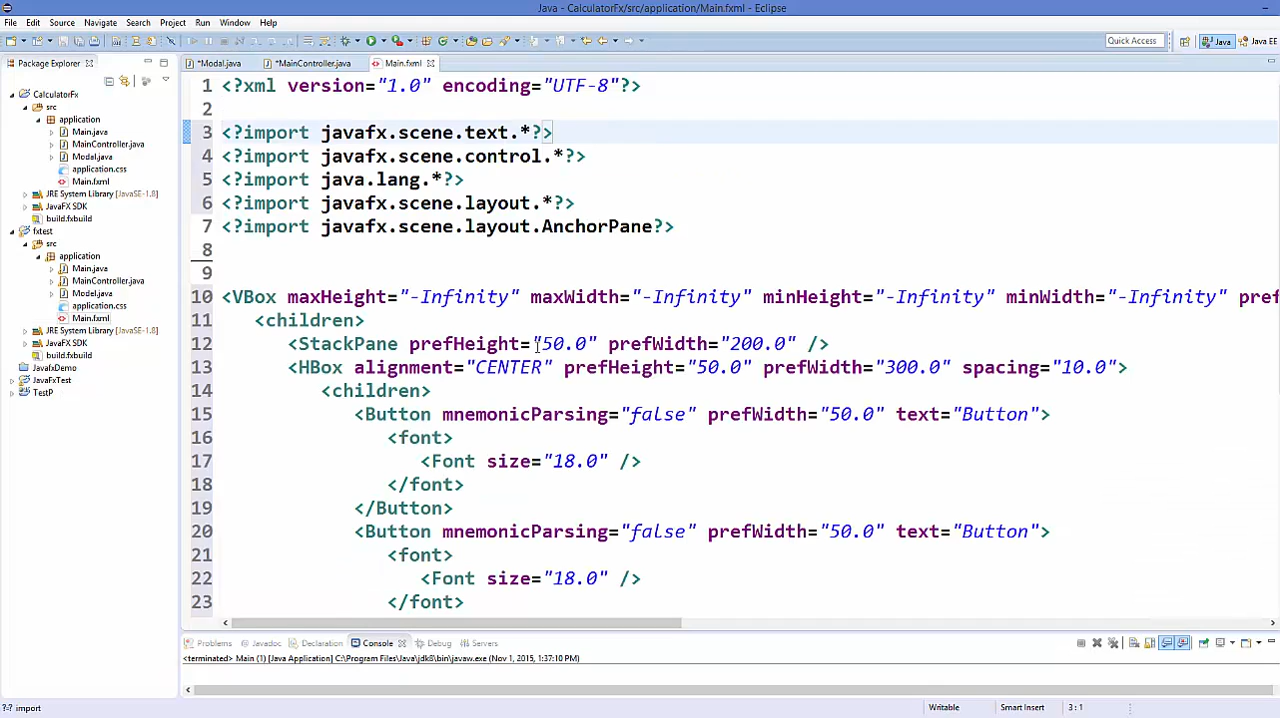 Java - CalculatorFx/src/application/Main.fxml - Eclipse
File Edit Source Navigate Search Project Run Window Help
Quick Access Java Java EE
Package Explorer
*Modal.java *MainController.java Main.fxml
CalculatorFx
src
application
Main.java
MainController.java
Modal.java
application.css
Main.fxml
JRE System Library [JavaSE-1.8]
JavaFX SDK
build.fxbuild
fxtest
src
application
Main.java
MainController.java
Model.java
application.css
Main.fxml
JRE System Library [JavaSE-1.8]
JavaFX SDK
build.fxbuild
JavafxDemo
JavafxTest
TestP
1 <?xml version="1.0" encoding="UTF-8"?>
2
3 <?import javafx.scene.text.*?>
4 <?import javafx.scene.control.*?>
5 <?import java.lang.*?>
6 <?import javafx.scene.layout.*?>
7 <?import javafx.scene.layout.AnchorPane?>
8
9
10 <VBox maxHeight="-Infinity" maxWidth="-Infinity" minHeight="-Infinity" minWidth="-Infinity" pref
11 <children>
12 <StackPane prefHeight="50.0" prefWidth="200.0" />
13 <HBox alignment="CENTER" prefHeight="50.0" prefWidth="300.0" spacing="10.0">
14 <children>
15 <Button mnemonicParsing="false" prefWidth="50.0" text="Button">
16 <font>
17 <Font size="18.0" />
18 </font>
19 </Button>
20 <Button mnemonicParsing="false" prefWidth="50.0" text="Button">
21 <font>
22 <Font size="18.0" />
23 </font>
Problems Javadoc Declaration Console Debug Servers
<terminated> Main (1) [Java Application] C:\Program Files\Java\jdk8\bin\javaw.exe (Nov 1, 2015, 1:37:10 PM)
?-? import Writable Smart Insert 3 : 1